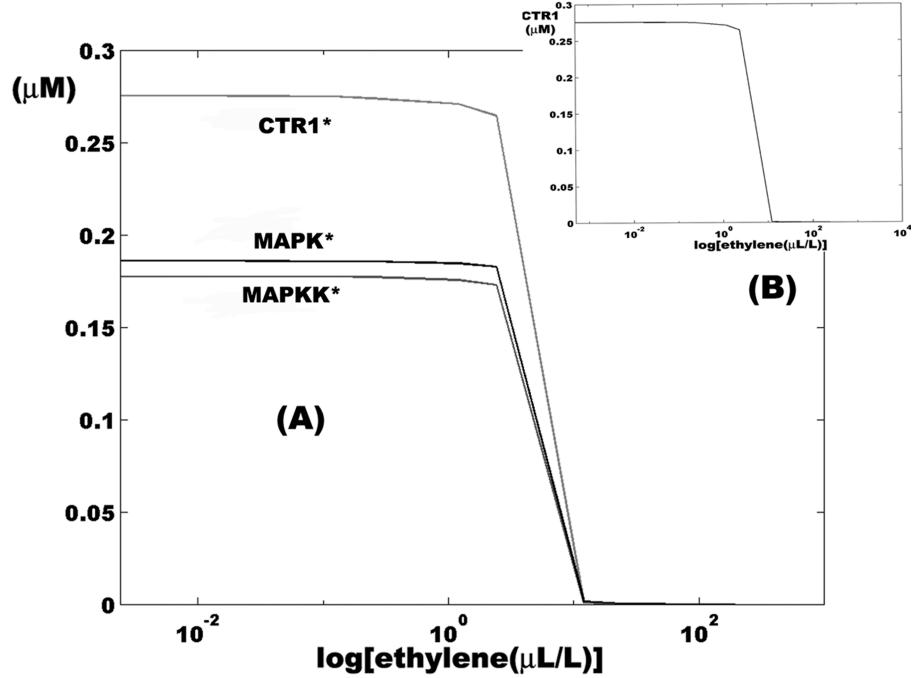 0.3
(μM)
0.25
0.2
0.15
0.1
0.05
0
CTR1*
MAPK*
MAPKK*
(A)
10-2
100
102
log[ethylene(μL/L)]
CTR1
(μM)
0.3
0.25
0.2
0.15
0.1
0.05
0
10-2
100
102
104
log[ethylene(μL/L)]
(B)